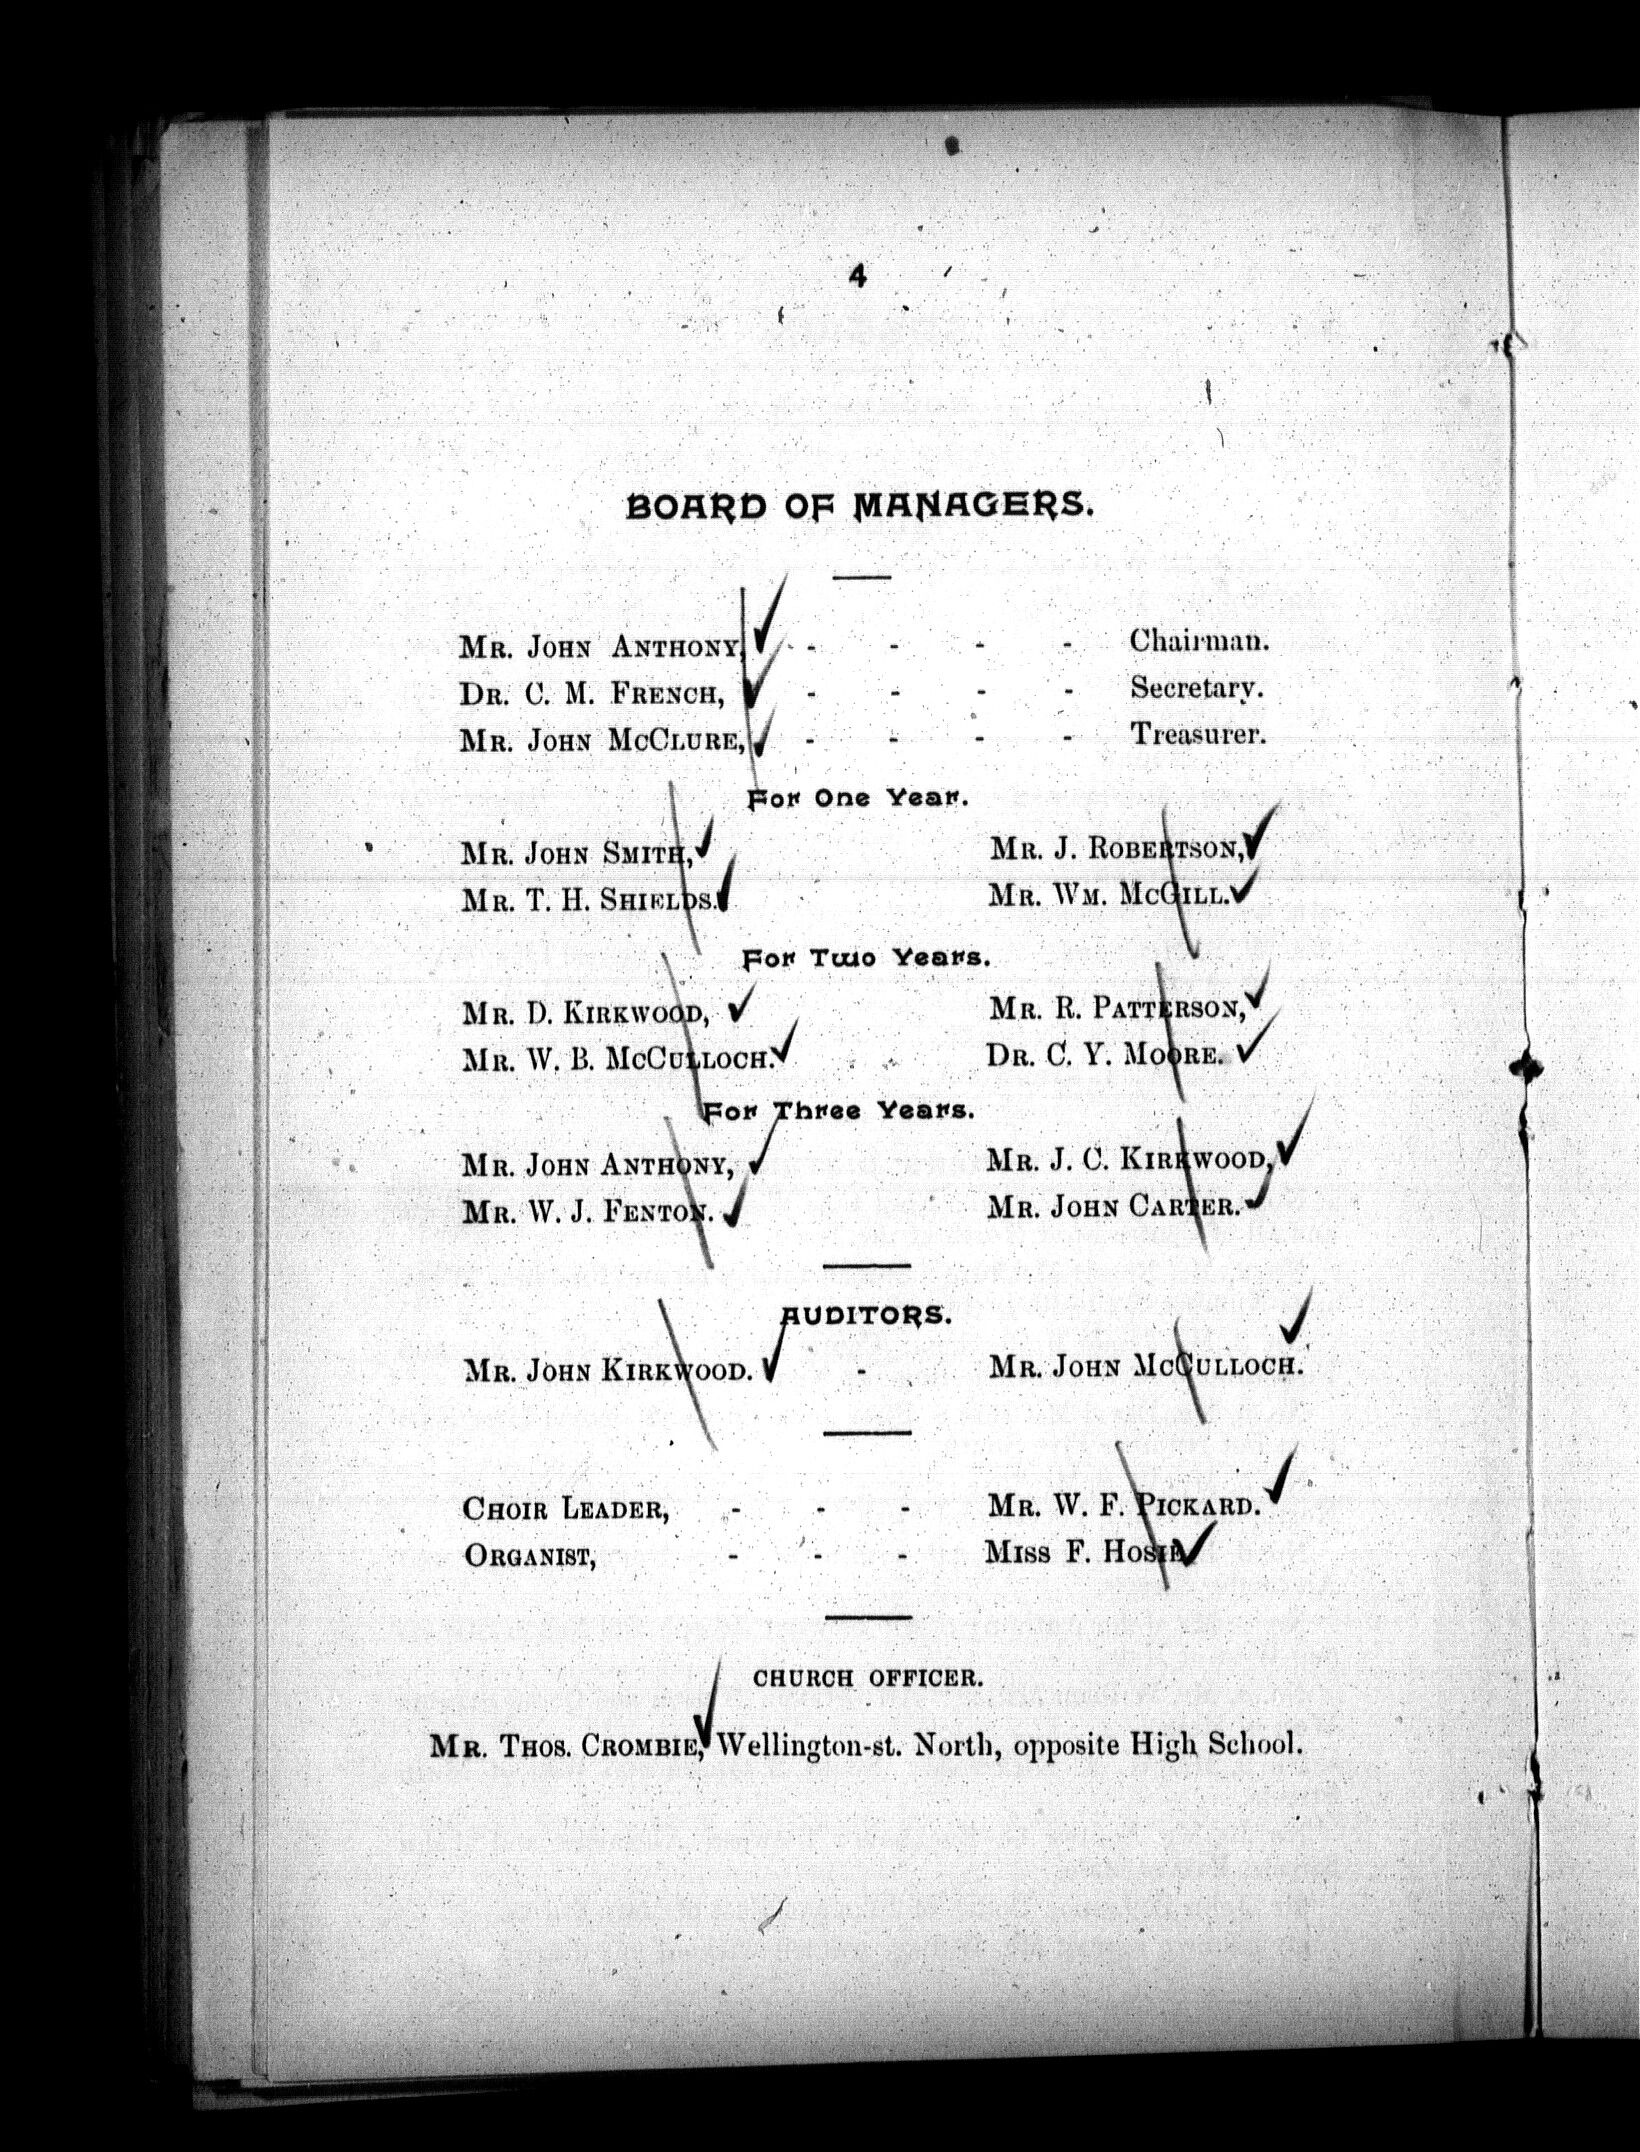 4
BOARD OF MANAGERS.
MR. JOHN ANTHONY, - - - - Chairman.
DR. C. M. FRENCH, - - - - Secretary.
MR. JOHN MCCLURE, - - - - Treasurer.
For One Year.
MR. JOHN SMITH, MR. J. ROBERTSON,
MR. T. H. SHIELDS. MR. WM. MCGILL.
For Two Years.
MR. D. KIRKWOOD, MR. R. PATTERSON,
MR. W. B. MCCULLOCH. DR. C. Y. MOORE.
For Three Years.
MR. JOHN ANTHONY, MR. J. C. KIRKWOOD,
MR. W. J. FENTON. MR. JOHN CARTER.
AUDITORS.
MR. JOHN KIRKWOOD. - MR. JOHN MCCULLOCH.
CHOIR LEADER, - - - MR. W. F. PICKARD.
ORGANIST, - - - MISS F. HOSIE
CHURCH OFFICER.
MR. THOS. CROMBIE, Wellington-st. North, opposite High School.